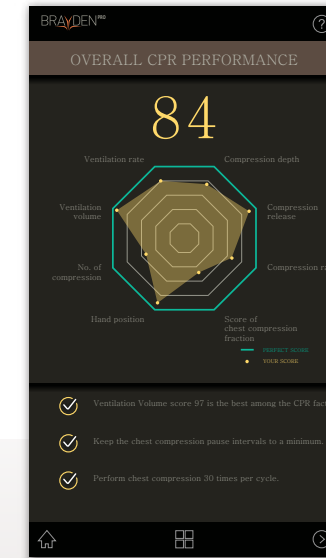 BRAYDEN PRO
OVERALL CPR PERFORMANCE
84
Ventilation rate
Compression depth
Ventilation
volume
Compression
release
No. of
compression
Compression
Hand position
Score of
chest compression
fraction
PERFECT SCORE
YOUR SCORE
Ventilation Volume score 97 is the best among the CPR
Keep the chest compression pause intervals to a minimum.
Perform chest compression 30 times per cycle.